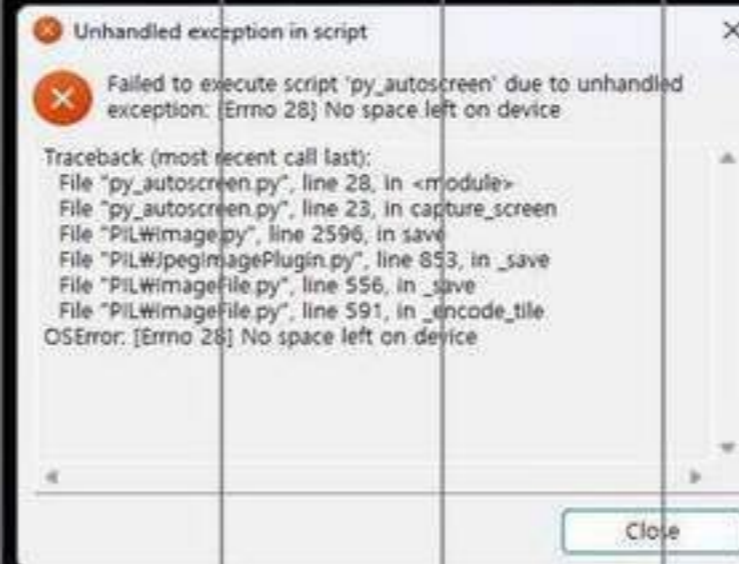 Unhandled exception in script
Failed to execute script 'py_autoscreen' due to unhandled
exception: [Errno 28] No space left on device
Traceback (most recent call last):
File "py_autoscreen.py", line 28, in <module>
File "py_autoscreen.py", line 23, in capture_screen
File "PIL₩Image.py", line 2596, in save
File "PIL₩JpegImagePlugin.py", line 853, in _save
File "PIL₩ImageFile.py", line 556, in _save
File "PIL₩ImageFile.py", line 591, in _encode_tile
OSError: [Errno 28] No space left on device
Close